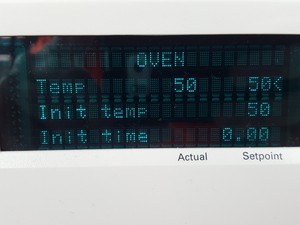 OVEN
Temp 50 50<
Init temp 50
Init time 0.00
Actual Setpoint